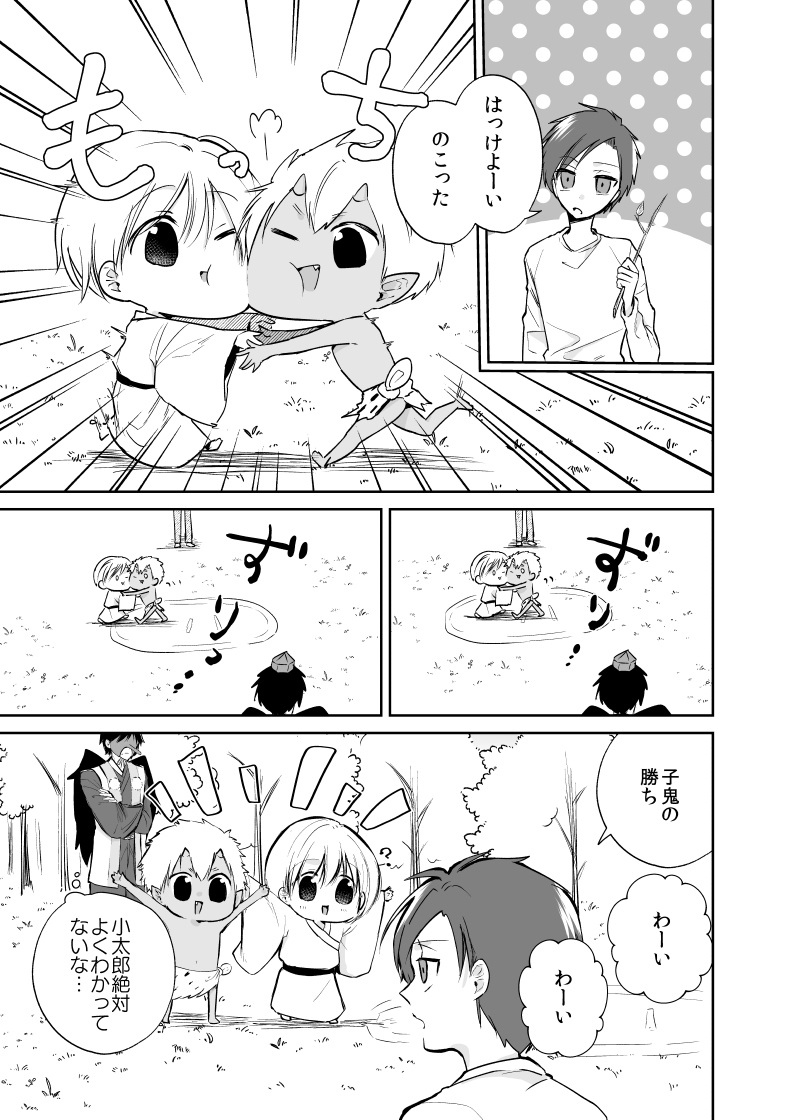 はっけよーい
のこった
もっち
ずリ…
ずリっ…
子鬼の
勝ち
わーい
わーい
?
小太郎絶対
よくわかって
ないな…